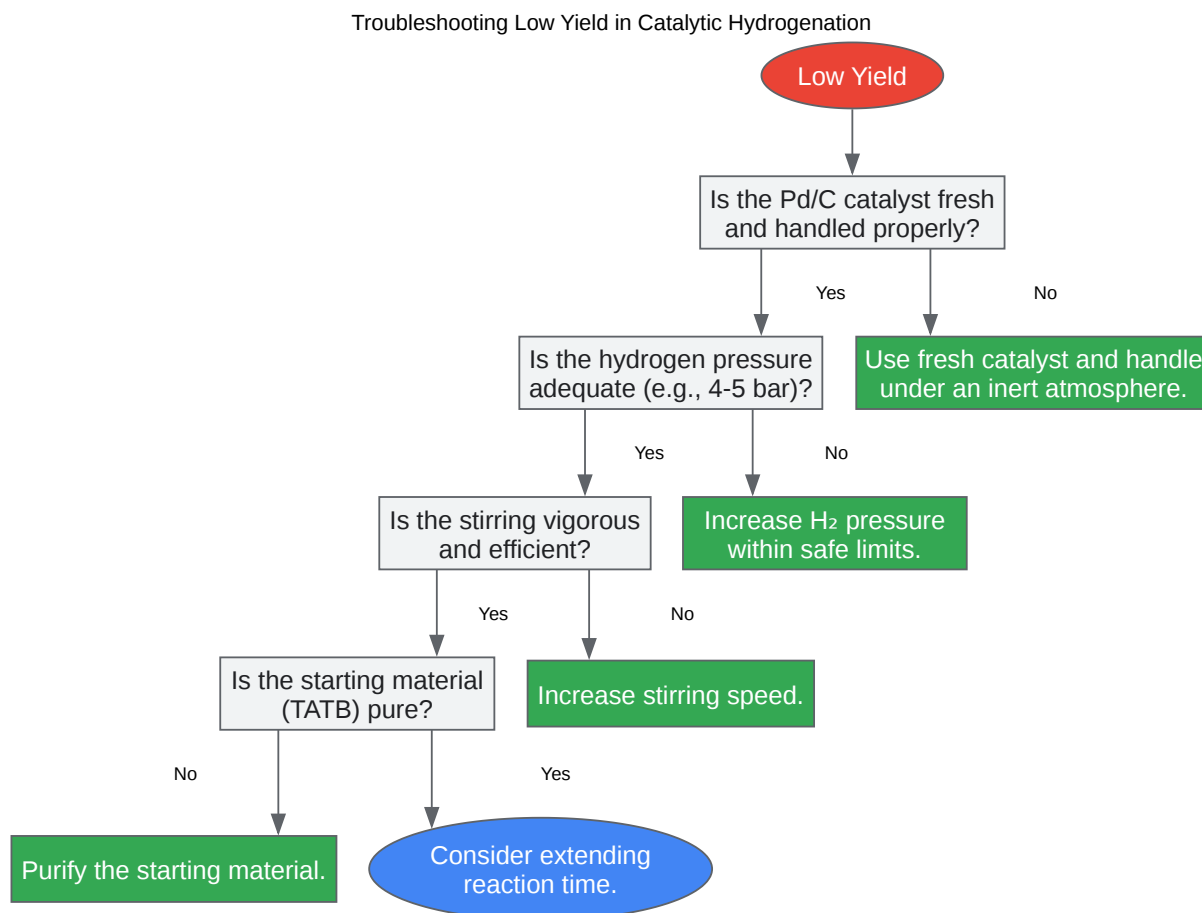 Troubleshooting Low Yield in Catalytic Hydrogenation
Low Yield
Is the Pd/C catalyst fresh
and handled properly?
Yes
No
Is the hydrogen pressure
adequate (e.g., 4-5 bar)?
Use fresh catalyst and handle
under an inert atmosphere.
Yes
No
Is the stirring vigorous
and efficient?
Increase H₂ pressure
within safe limits.
Yes
No
Is the starting material
(TATB) pure?
Increase stirring speed.
No
Yes
Purify the starting material.
Consider extending
reaction time.